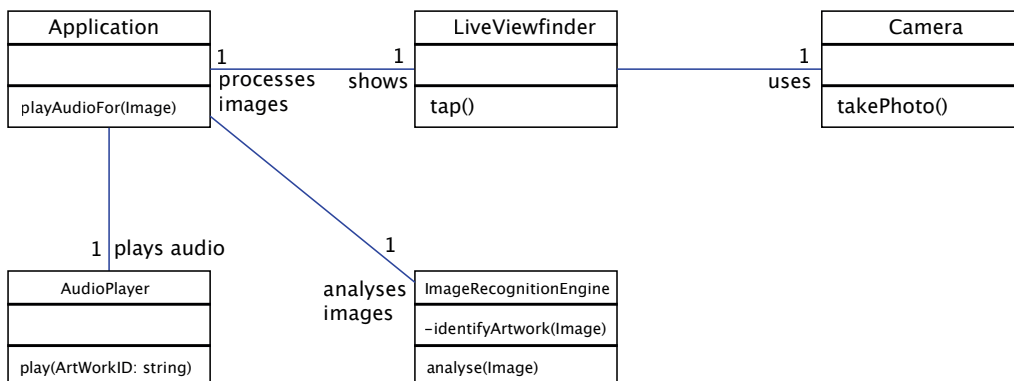 Application
LiveViewfinder
Camera
1
processes
images
1
shows
1
uses
playAudioFor(Image)
tap()
takePhoto()
1 plays audio
1
analyses
images
AudioPlayer
ImageRecognitionEngine
-identifyArtwork(Image)
play(ArtWorkID: string)
analyse(Image)